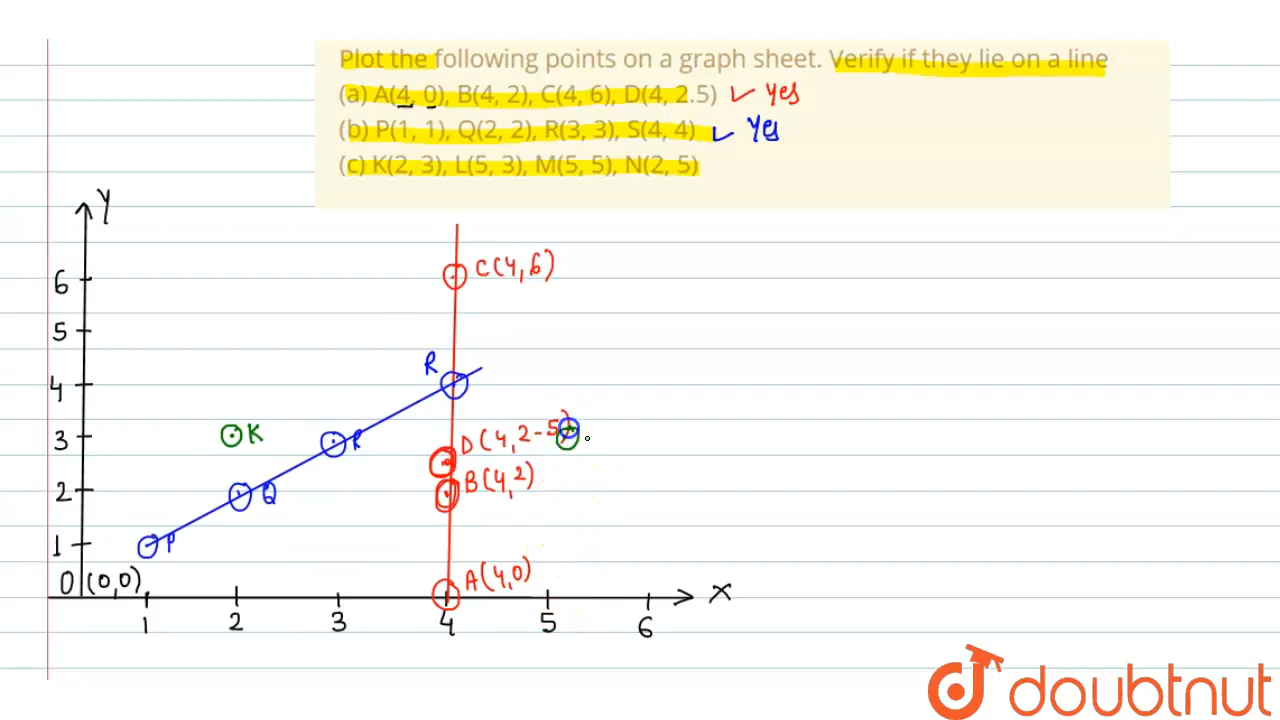 Plot the following points on a graph sheet. Verify if they lie on a line
(a) A(4, 0), B(4, 2), C(4, 6), D(4, 2.5) ✓ Yes
(b) P(1, 1), Q(2, 2), R(3, 3), S(4, 4) ✓ Yes
(c) K(2, 3), L(5, 3), M(5, 5), N(2, 5)
Y
C(4,6)
6
5
R
4
K
D(4,2-5)
3
R
B(4,2)
2
Q
1
P
A(4,0)
O(0,0)
X
1 2 3 4 5 6
doubtnut